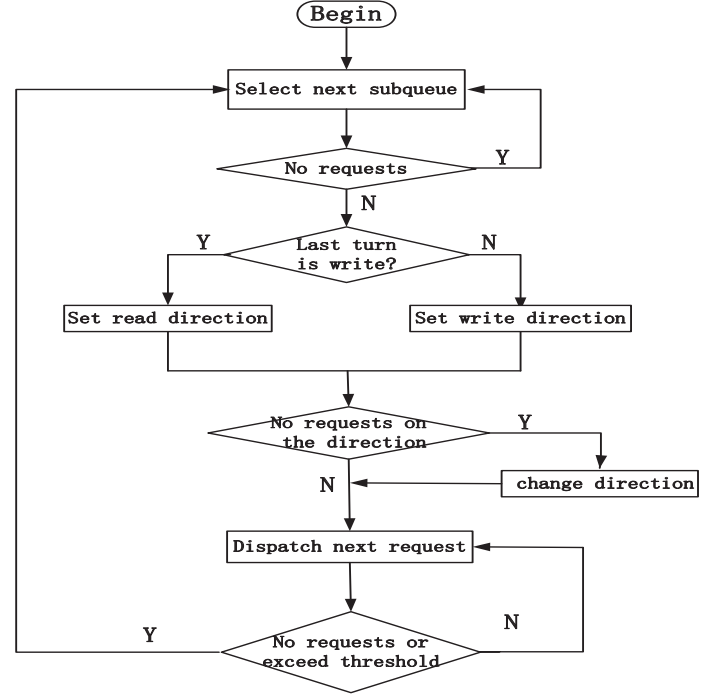 Begin
Select next subqueue
No requests
Y
N
Last turn
is write?
Y
N
Set read direction
Set write direction
No requests on
the direction
Y
N
change direction
Dispatch next request
No requests or
exceed threshold
Y
N